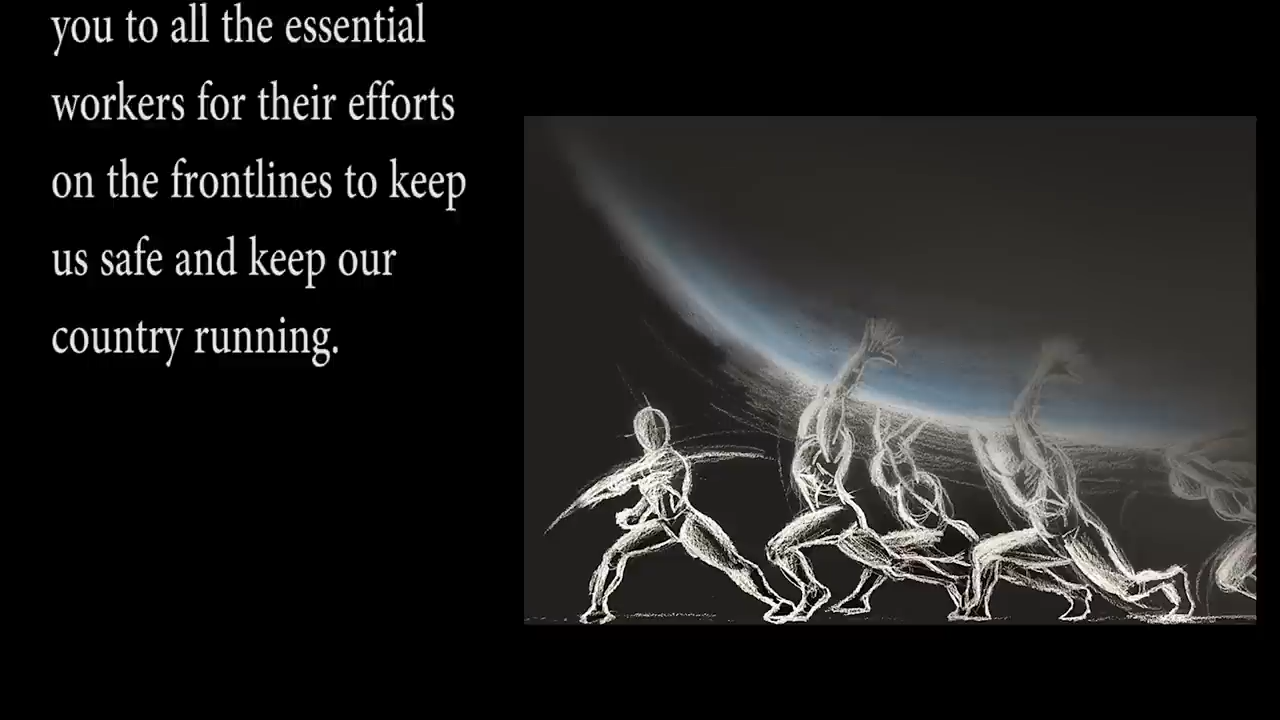 you to all the essential
workers for their efforts
on the frontlines to keep
us safe and keep our
country running.